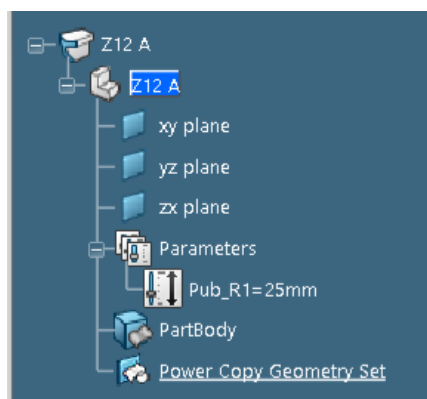 Z12 A
Z12 A
xy plane
yz plane
zx plane
Parameters
Pub_R1=25mm
PartBody
Power Copy Geometry Set